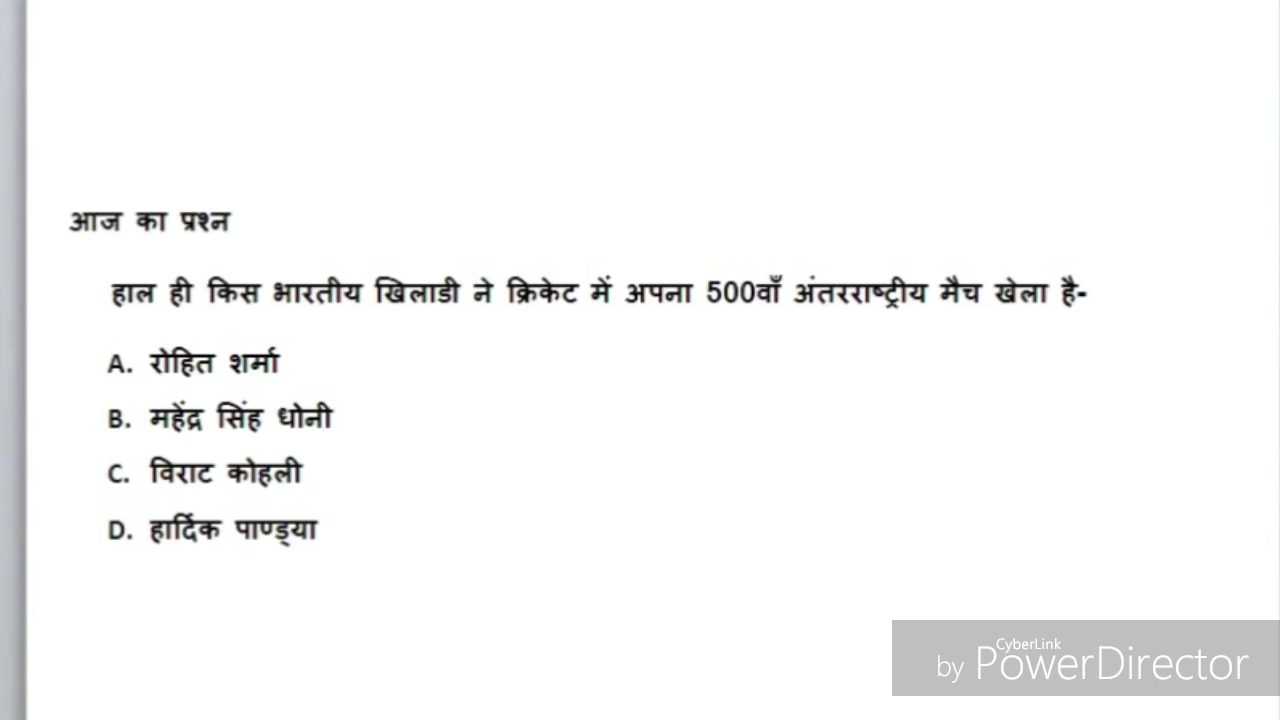 आज का प्रश्न
हाल ही किस भारतीय खिलाडी ने क्रिकेट में अपना 500वाँ अंतरराष्ट्रीय मैच खेला है-
A. रोहित शर्मा
B. महेंद्र सिंह धोनी
C. विराट कोहली
D. हार्दिक पाण्ड्या
CyberLink
by PowerDirector